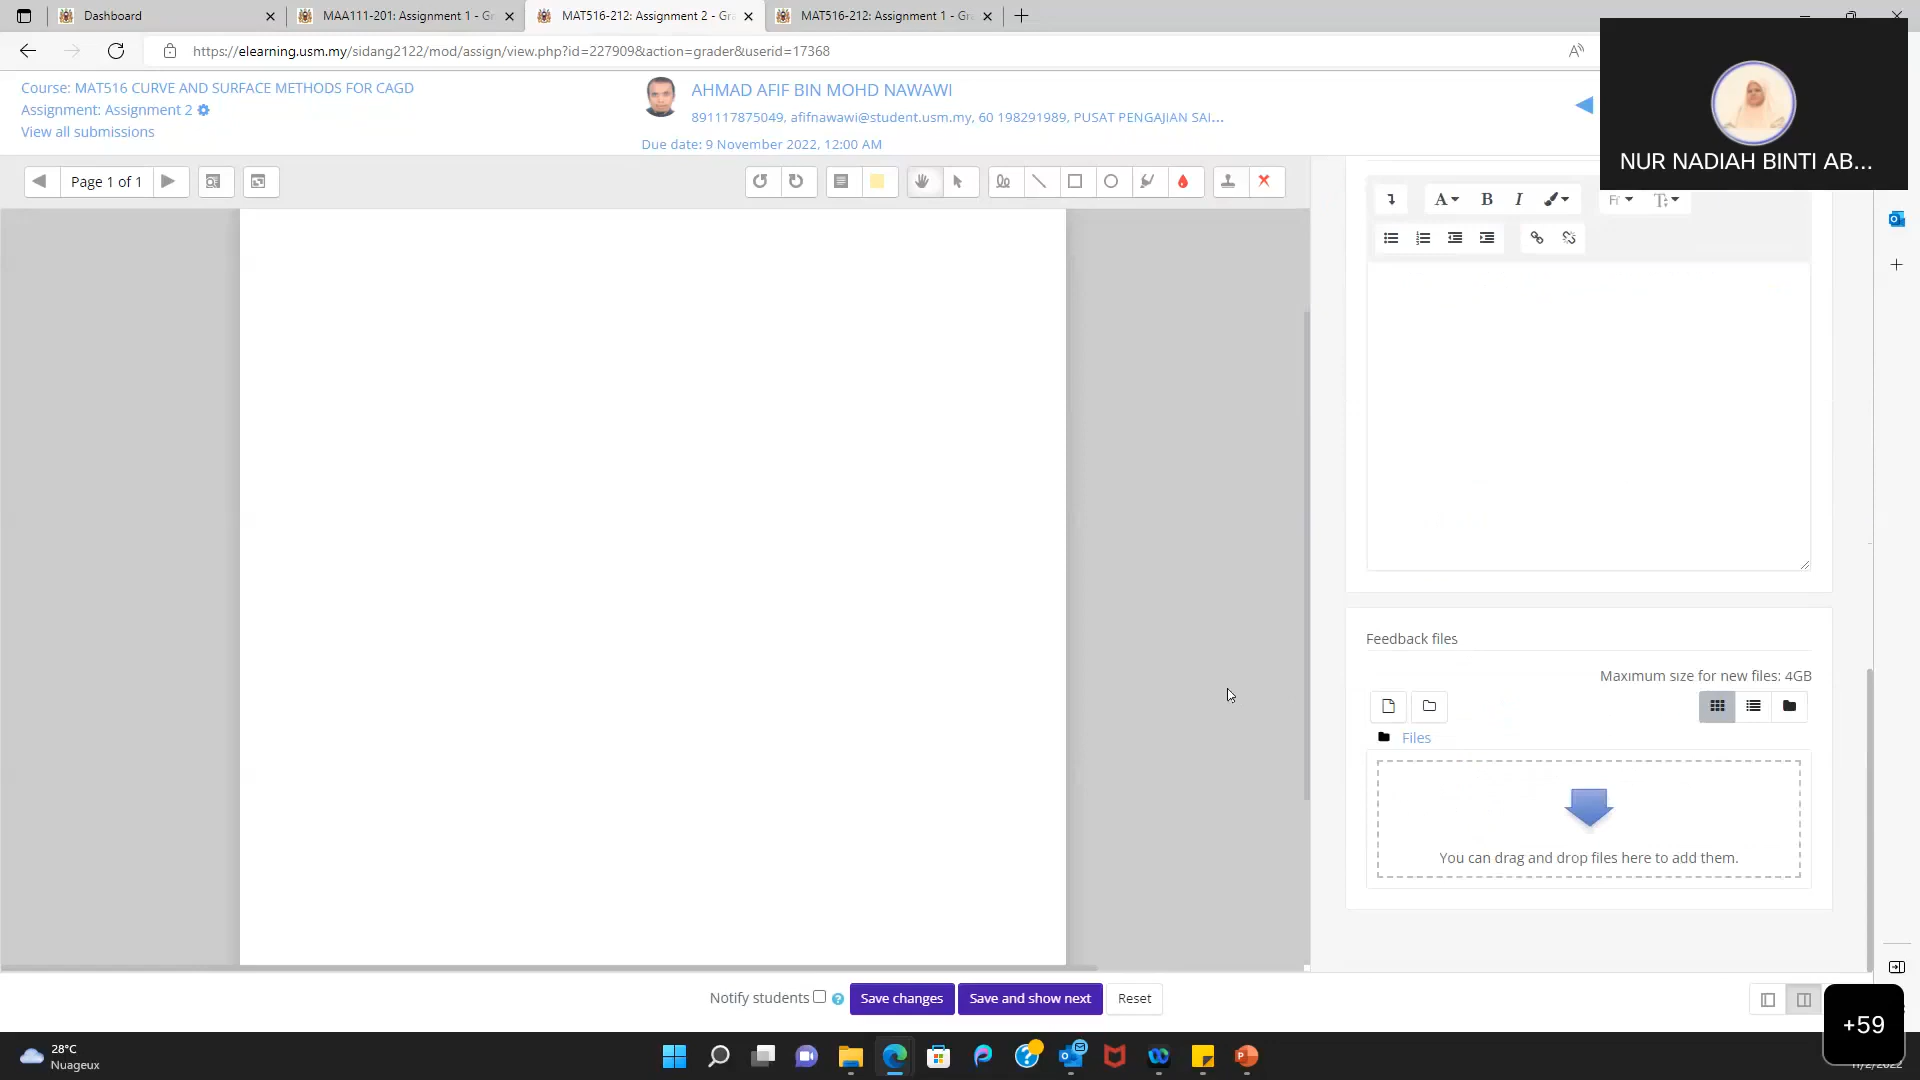 Dashboard
MAA111-201: Assignment 1 - Gr
MAT516-212: Assignment 2 - Gra
MAT516-212: Assignment 1 - Gra
https://elearning.usm.my/sidang2122/mod/assign/view.php?id=227909&action=grader&userid=17368
Course: MAT516 CURVE AND SURFACE METHODS FOR CAGD
Assignment: Assignment 2
View all submissions
AHMAD AFIF BIN MOHD NAWAWI
891117875049, afifnawawi@student.usm.my, 60 198291989, PUSAT PENGAJIAN SAI...
Due date: 9 November 2022, 12:00 AM
NUR NADIAH BINTI AB...
Page 1 of 1
A
B
I
Feedback files
Maximum size for new files: 4GB
Files
You can drag and drop files here to add them.
Notify students
Save changes
Save and show next
Reset
+59
28°C
Nuageux
11/2/2022